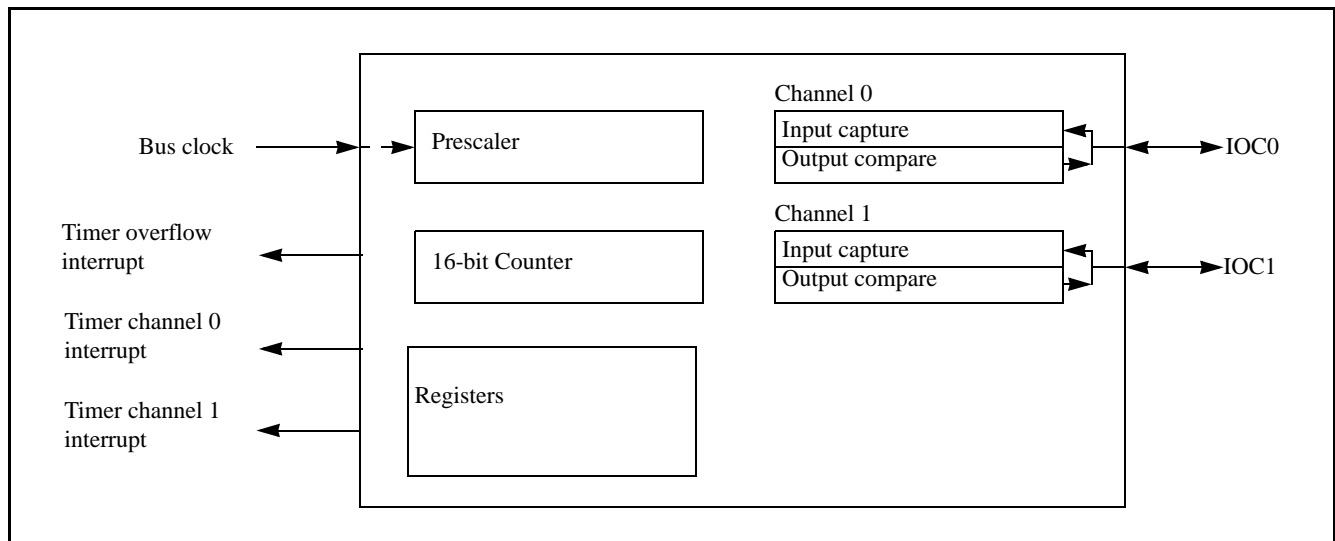 Bus clock
Timer overflow
interrupt
Timer channel 0
interrupt
Timer channel 1
interrupt
Prescaler
16-bit Counter
Registers
Channel 0
Input capture
Output compare
Channel 1
Input capture
Output compare
IOC0
IOC1